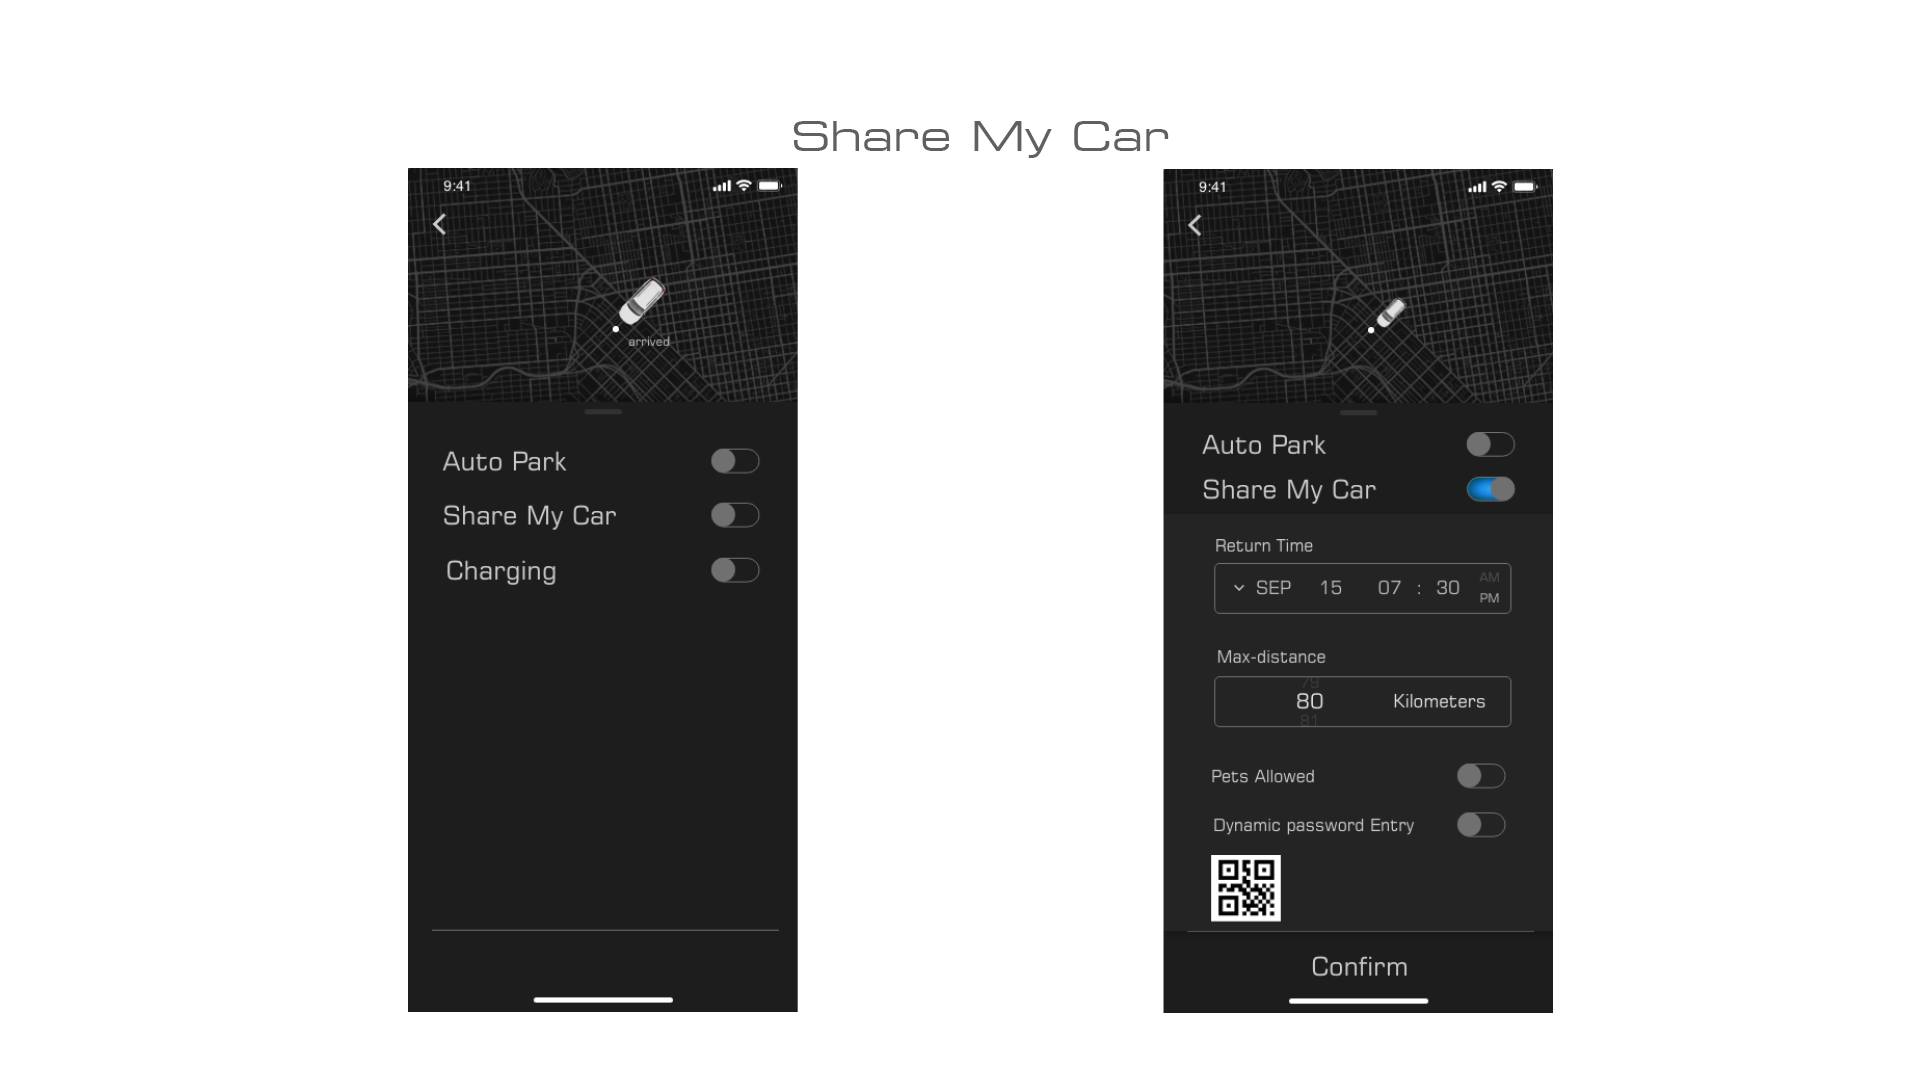 Share My Car
9:41
arrived
Auto Park
Share My Car
Charging
9:41
Auto Park
Share My Car
Return Time
SEP 15 07 : 30 AM PM
Max-distance
79
80 Kilometers
81
Pets Allowed
Dynamic password Entry
Confirm